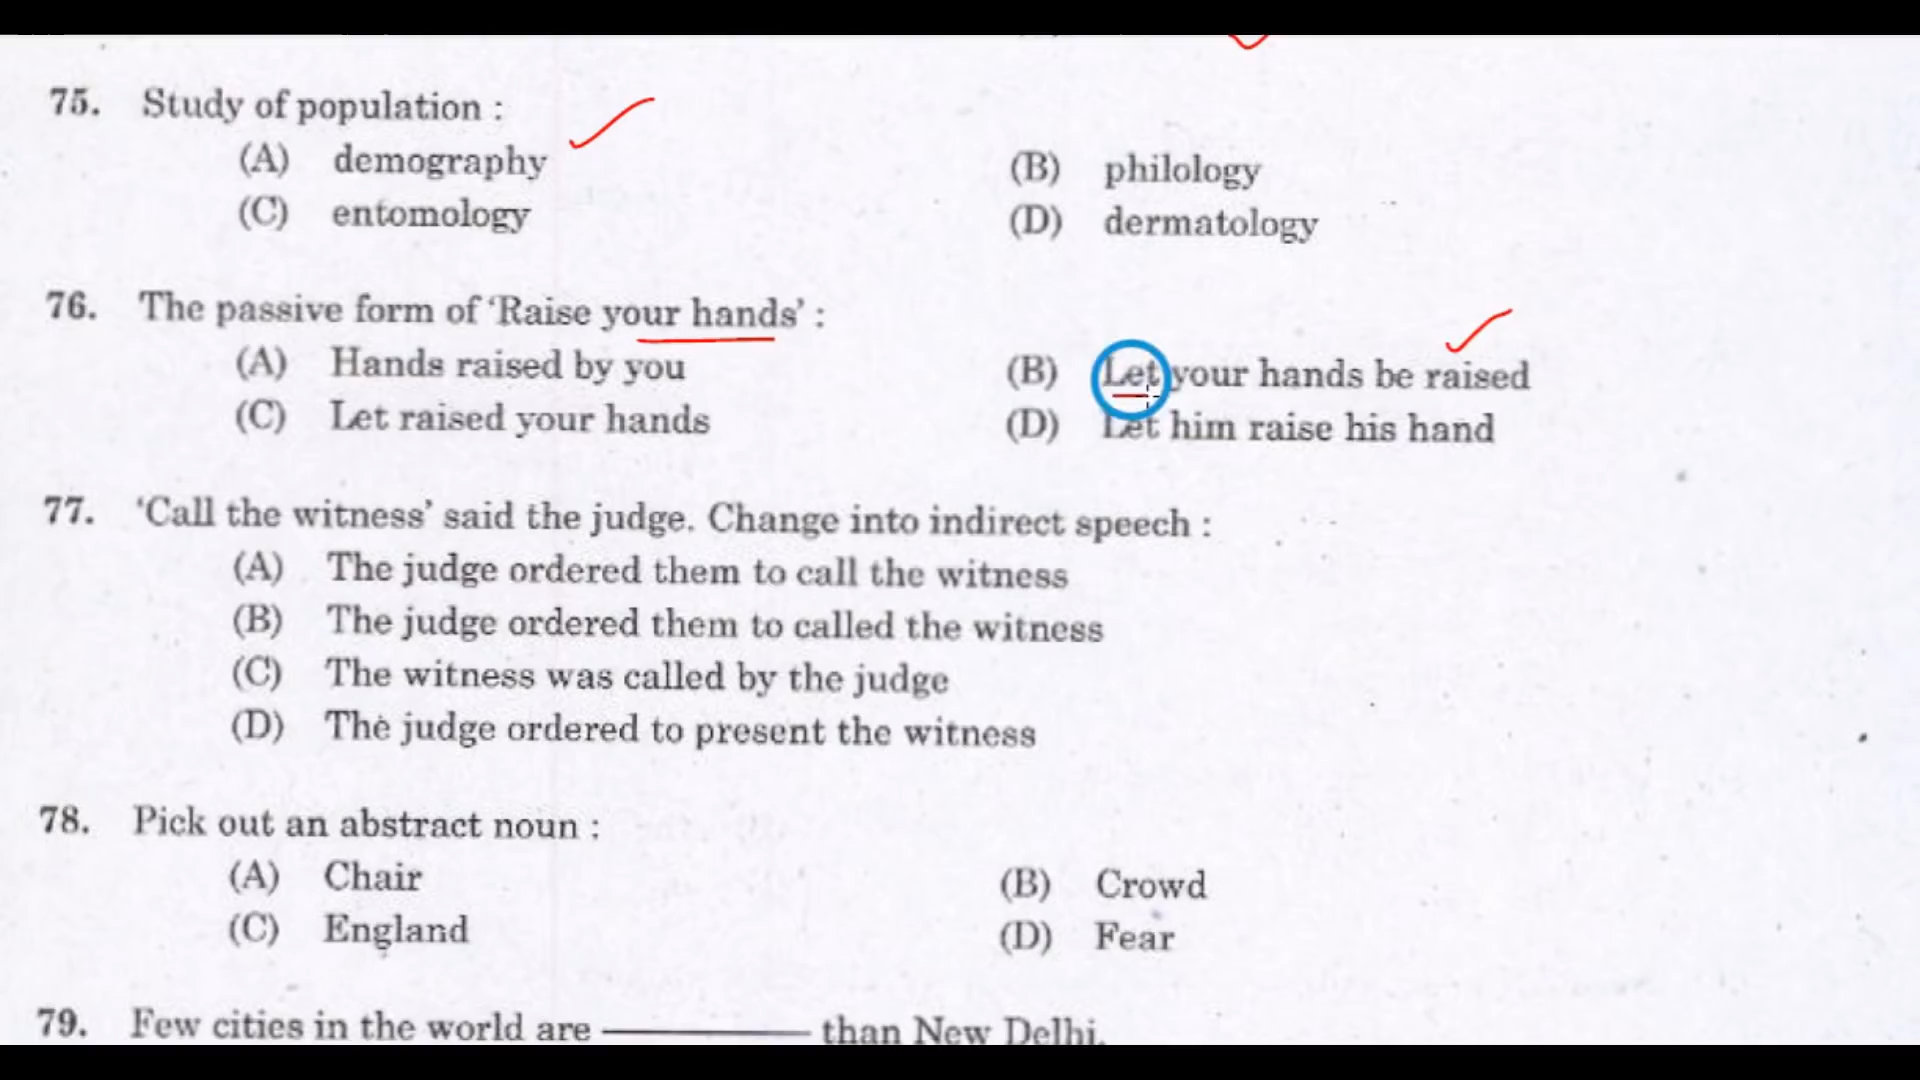 75. Study of population :
(A) demography (B) philology
(C) entomology (D) dermatology
76. The passive form of ‘Raise your hands’ :
(A) Hands raised by you (B) Let your hands be raised
(C) Let raised your hands (D) Let him raise his hand
77. ‘Call the witness’ said the judge. Change into indirect speech :
(A) The judge ordered them to call the witness
(B) The judge ordered them to called the witness
(C) The witness was called by the judge
(D) The judge ordered to present the witness
78. Pick out an abstract noun :
(A) Chair (B) Crowd
(C) England (D) Fear
79. Few cities in the world are ———— than New Delhi.